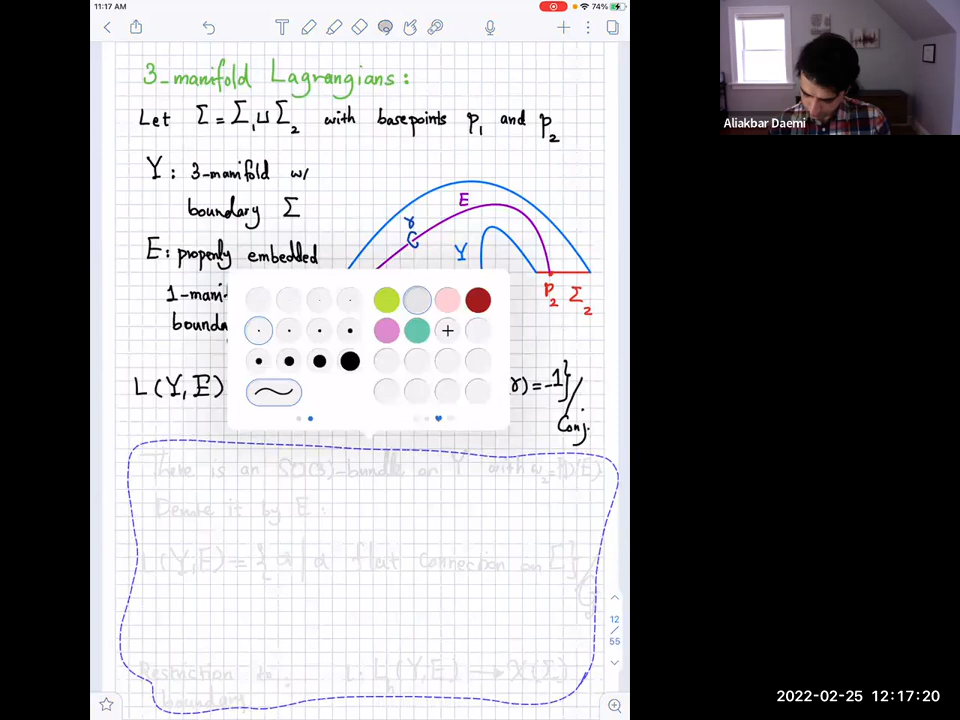 11:17 AM
74%
3-manifold Lagrangians:
Let Σ = Σ₁ ⊔ Σ₂ with basepoints p₁ and p₂
Y: 3-manifold w/
boundary Σ
E: properly embedded
1-mani
bounda
E
γ
Y
p₂ Σ₂
L(Y,E)
γ) = -1}/Conj.
There is an SO(3)-bundle on Y with w₂=PD(E).
Denote it by E:
L(Y,E) = {α | α flat connection on E}/
Restriction to
boundary
: L(Y,E) → X(Σ)
12
/
55
Aliakbar Daemi
2022-02-25 12:17:20